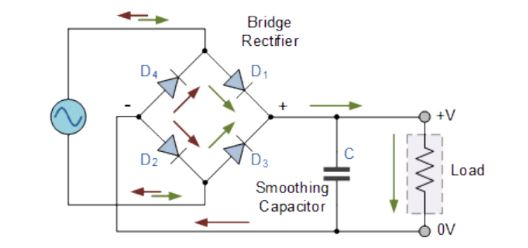 Bridge
Rectifier
D4
D1
-
+
+V
D2
D3
C
Load
Smoothing
Capacitor
0V